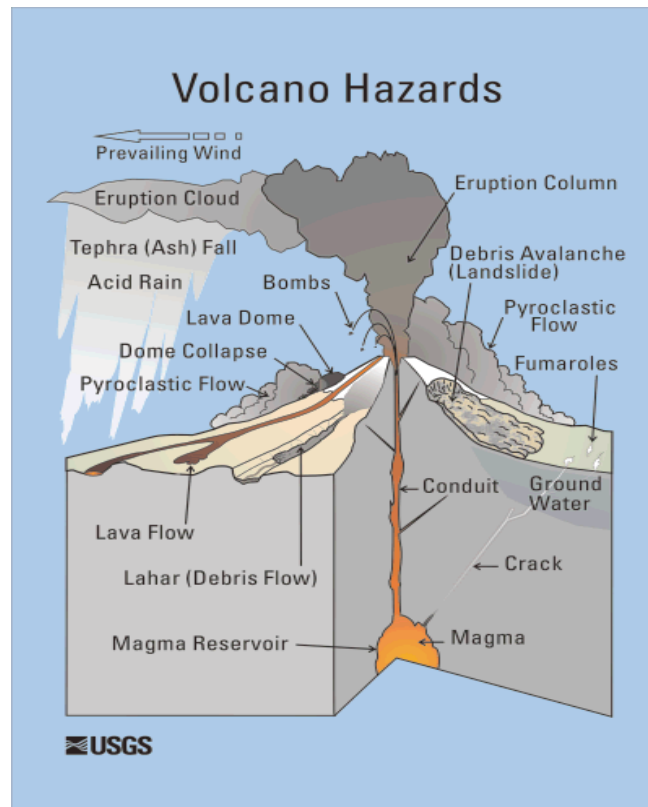 Volcano Hazards
Prevailing Wind
Eruption Cloud
Eruption Column
Tephra (Ash) Fall
Debris Avalanche
(Landslide)
Acid Rain
Bombs
Pyroclastic
Flow
Lava Dome
Dome Collapse
Fumaroles
Pyroclastic Flow
Conduit
Ground
Water
Lava Flow
Crack
Lahar (Debris Flow)
Magma Reservoir
Magma
USGS